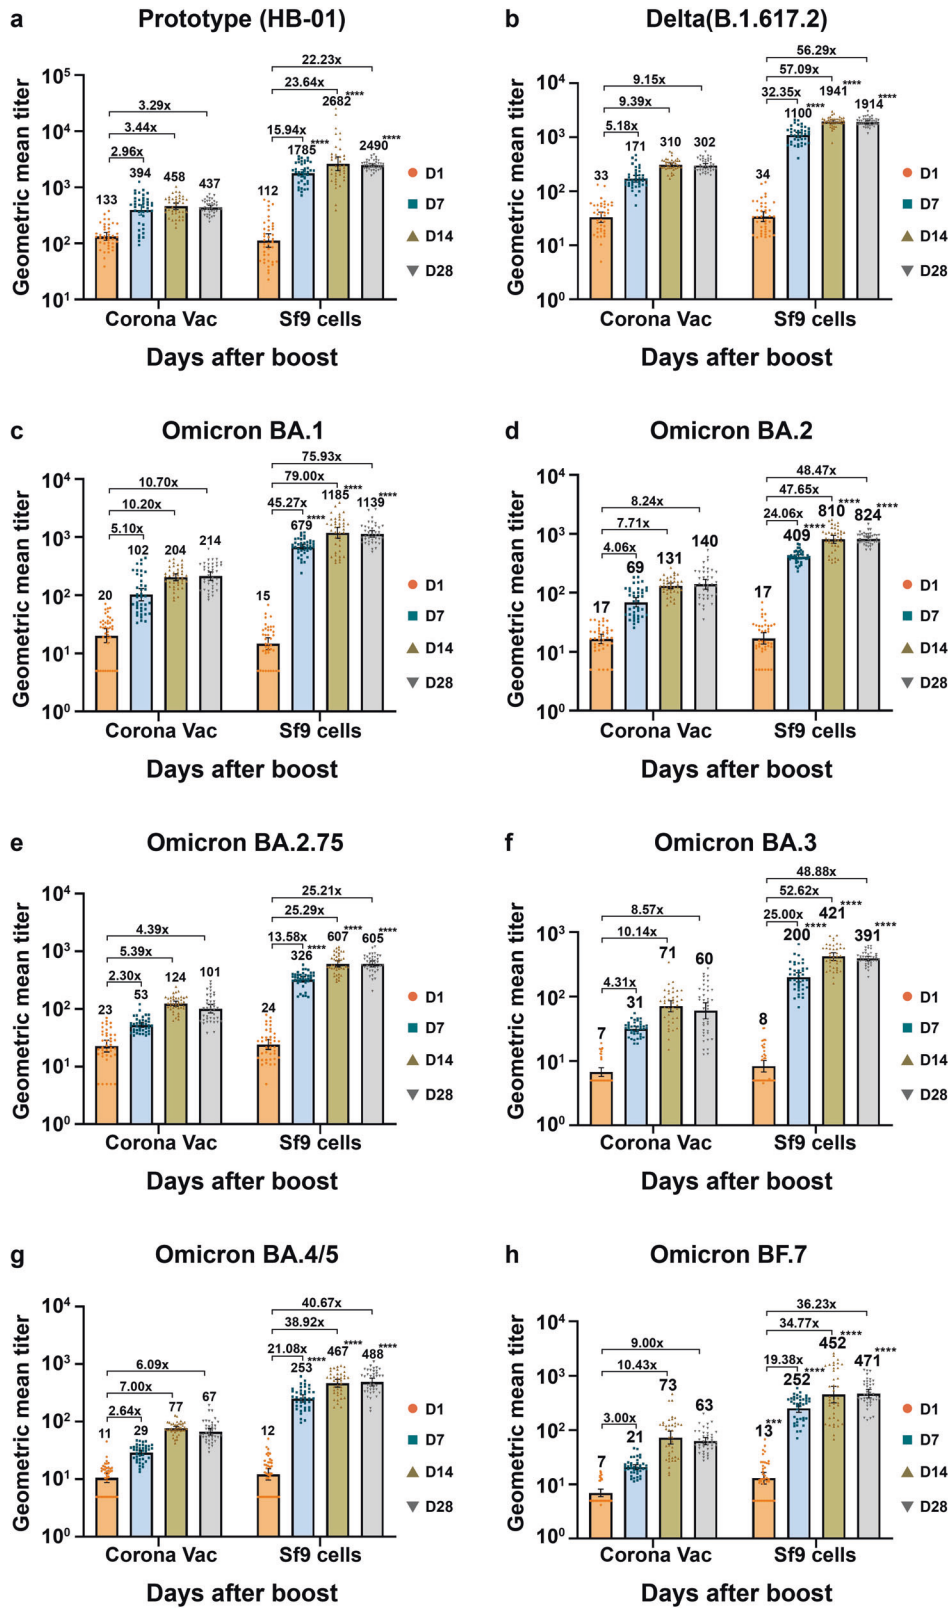 a Prototype (HB-01)
22.23x
23.64x
15.94x
3.29x
3.44x
2.96x
Geometric mean titer
10⁵
10⁴
10³
10²
10¹
133 394 458 437
112 1785 **** 2682 **** 2490 ****
D1
D7
D14
D28
Corona Vac Sf9 cells
Days after boost
b Delta(B.1.617.2)
56.29x
57.09x
32.35x
9.15x
9.39x
5.18x
Geometric mean titer
10⁴
10³
10²
10¹
10⁰
33 171 310 302
34 1100 **** 1941 **** 1914 ****
D1
D7
D14
D28
Corona Vac Sf9 cells
Days after boost
c Omicron BA.1
75.93x
79.00x
45.27x
10.70x
10.20x
5.10x
Geometric mean titer
10⁴
10³
10²
10¹
10⁰
20 102 204 214
15 679 **** 1185 **** 1139 ****
D1
D7
D14
D28
Corona Vac Sf9 cells
Days after boost
d Omicron BA.2
48.47x
47.65x
24.06x
8.24x
7.71x
4.06x
Geometric mean titer
10⁴
10³
10²
10¹
10⁰
17 69 131 140
17 409 **** 810 **** 824 ****
D1
D7
D14
D28
Corona Vac Sf9 cells
Days after boost
e Omicron BA.2.75
25.21x
25.29x
13.58x
4.39x
5.39x
2.30x
Geometric mean titer
10⁴
10³
10²
10¹
10⁰
23 53 124 101
24 326 **** 607 **** 605 ****
D1
D7
D14
D28
Corona Vac Sf9 cells
Days after boost
f Omicron BA.3
48.88x
52.62x
25.00x
8.57x
10.14x
4.31x
Geometric mean titer
10³
10²
10¹
10⁰
7 31 71 60
8 200 **** 421 **** 391 ****
D1
D7
D14
D28
Corona Vac Sf9 cells
Days after boost
g Omicron BA.4/5
40.67x
38.92x
21.08x
6.09x
7.00x
2.64x
Geometric mean titer
10⁴
10³
10²
10¹
10⁰
11 29 77 67
12 253 **** 467 **** 488 ****
D1
D7
D14
D28
Corona Vac Sf9 cells
Days after boost
h Omicron BF.7
36.23x
34.77x
19.38x
9.00x
10.43x
3.00x
Geometric mean titer
10⁴
10³
10²
10¹
10⁰
7 21 73 63
13 *** 252 **** 452 **** 471 ****
D1
D7
D14
D28
Corona Vac Sf9 cells
Days after boost